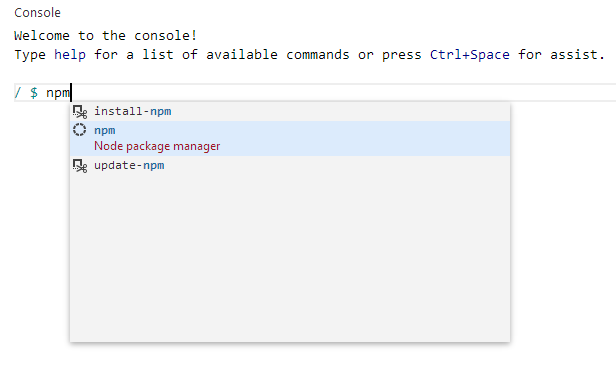 Console
Welcome to the console!
Type help for a list of available commands or press Ctrl+Space for assist.
/ $ npm
install-npm
npm
Node package manager
update-npm